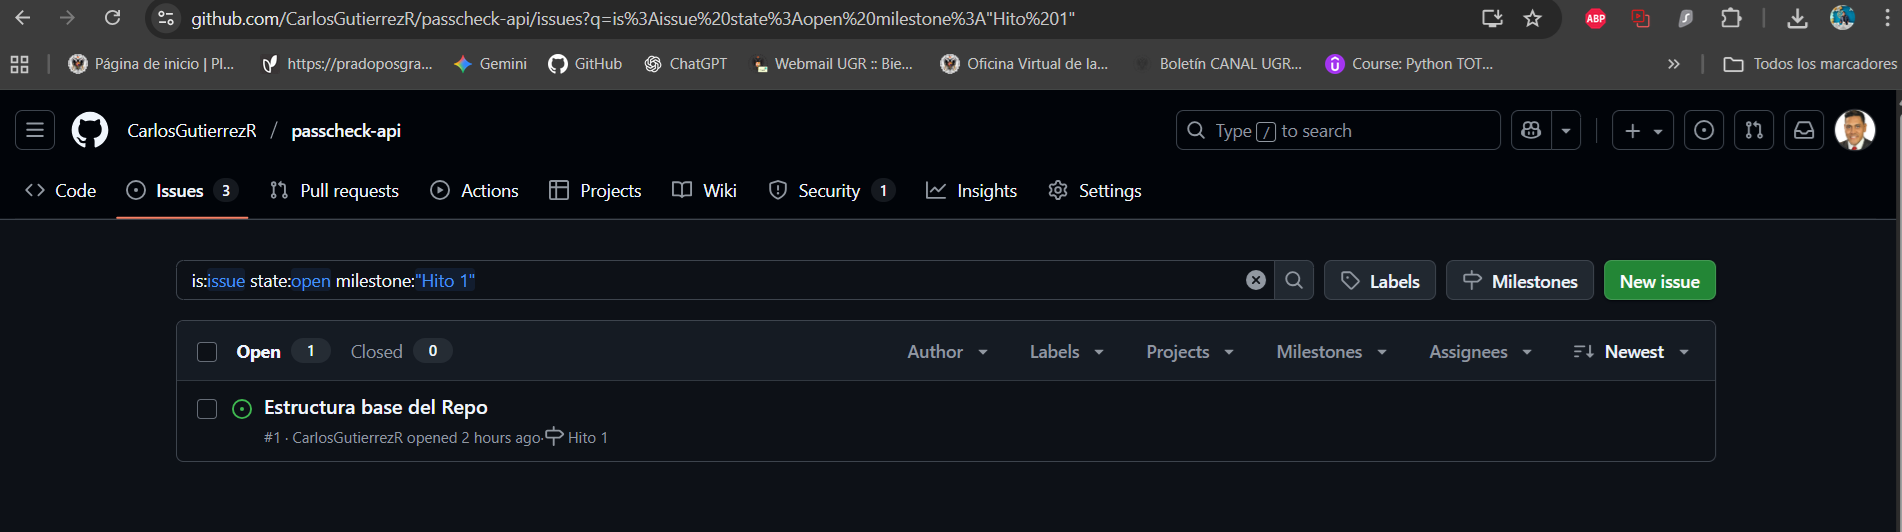 github.com/CarlosGutierrezR/passcheck-api/issues?q=is%3Aissue%20state%3Aopen%20milestone%3A"Hito%201"
ABP
Página de inicio | Pl... https://pradoposgra... Gemini GitHub ChatGPT Webmail UGR :: Bie... Oficina Virtual de la... Boletín CANAL UGR... Course: Python TOT... » Todos los marcadores
CarlosGutierrezR / passcheck-api Type / to search
Code Issues 3 Pull requests Actions Projects Wiki Security 1 Insights Settings
is:issue state:open milestone:"Hito 1" Labels Milestones New issue
Open 1 Closed 0 Author Labels Projects Milestones Assignees Newest
Estructura base del Repo
#1 · CarlosGutierrezR opened 2 hours ago· Hito 1